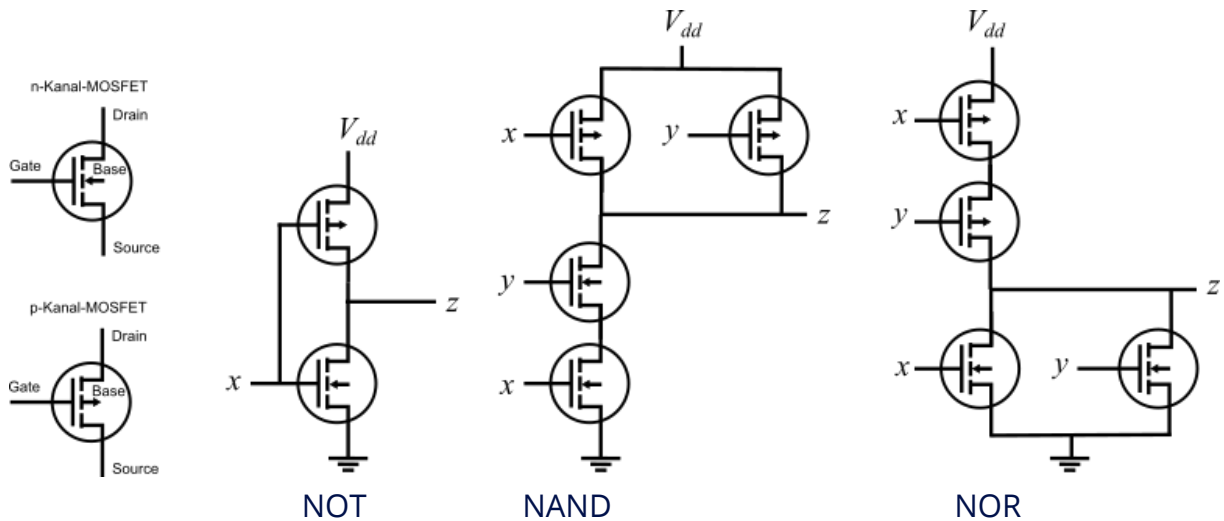 n-Kanal-MOSFET
Drain
Gate
Base
Source
p-Kanal-MOSFET
Drain
Gate
Base
Source
V_dd
x
z
NOT
V_dd
x
y
z
y
x
NAND
V_dd
x
y
z
x
y
NOR